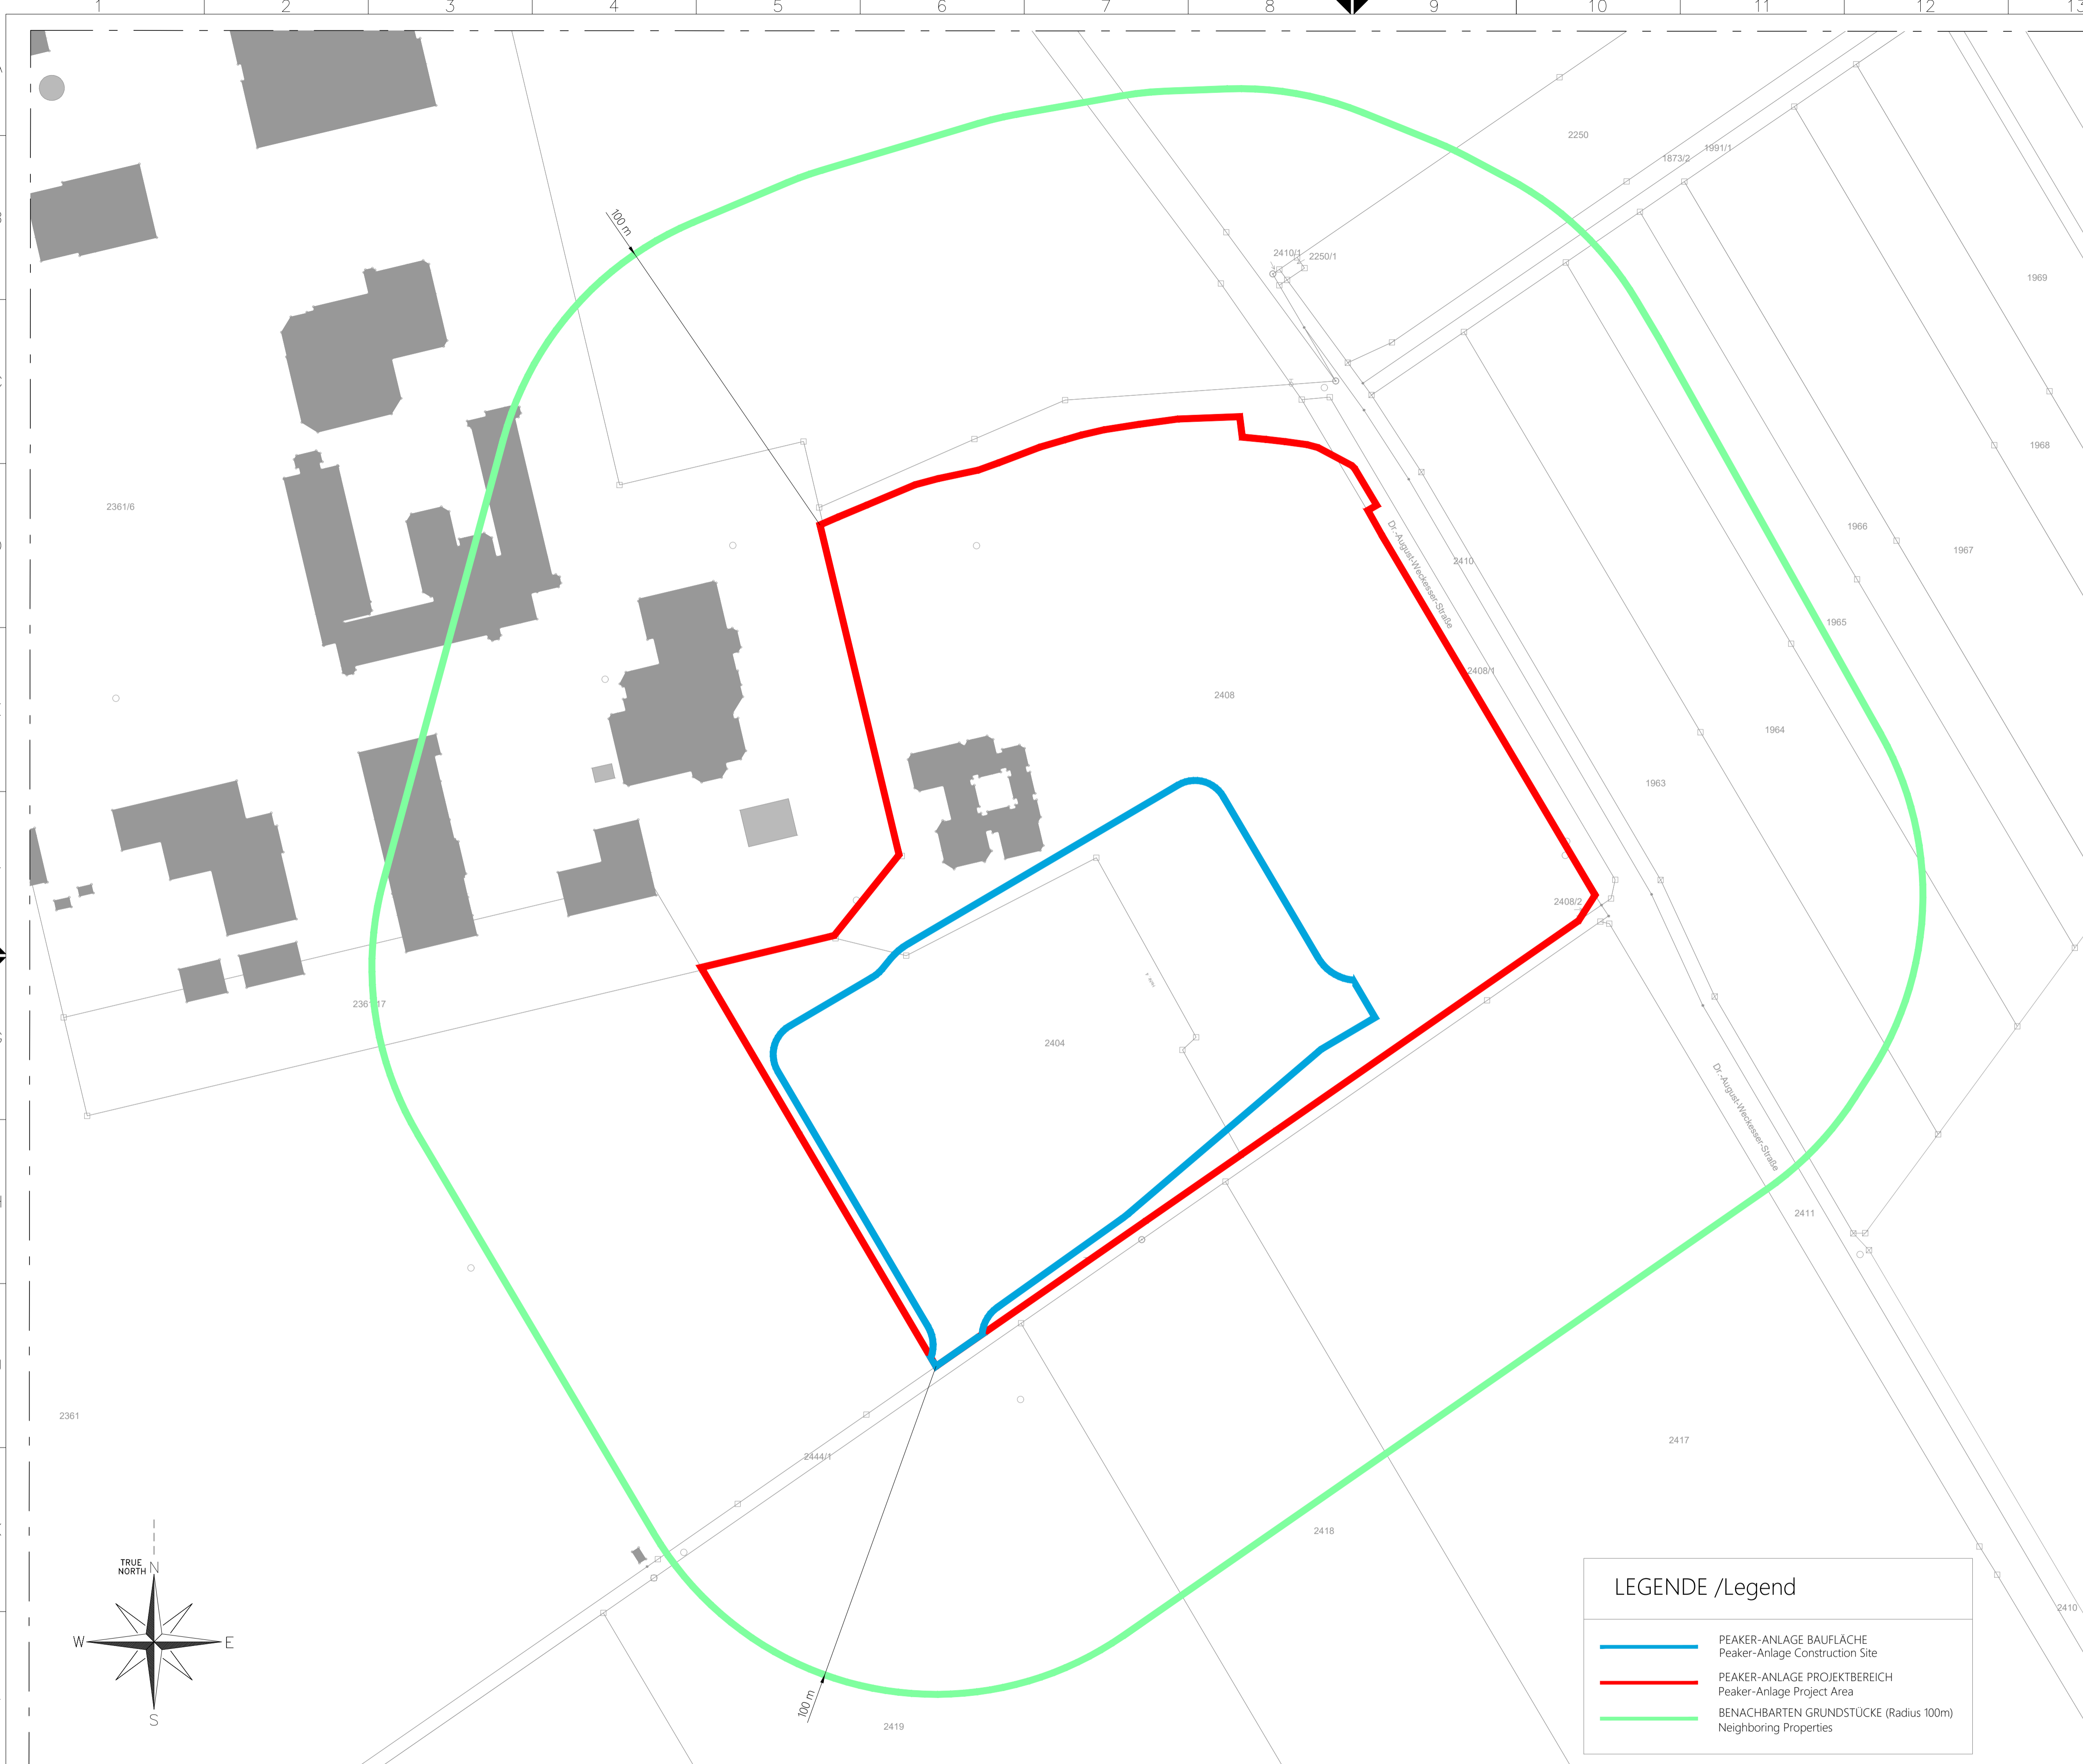 1 2 3 4 5 6 7 8 9 10 11 12 13
2250
1991/1
1873/2
2410/1
2250/1
1969
100 m
1968
2361/6
1966
1967
Dr.-August-Weckesser-Straße
2410
1965
2408/1
2408
1964
1963
2408/2
2404
Dr.-August-Weckesser-Straße
2411
2361
2417
2444/1
2418
TRUE
NORTH
N
W
E
S
100 m
2419
2410
LEGENDE /Legend
PEAKER-ANLAGE BAUFLÄCHE
Peaker-Anlage Construction Site
PEAKER-ANLAGE PROJEKTBEREICH
Peaker-Anlage Project Area
BENACHBARTEN GRUNDSTÜCKE (Radius 100m)
Neighboring Properties